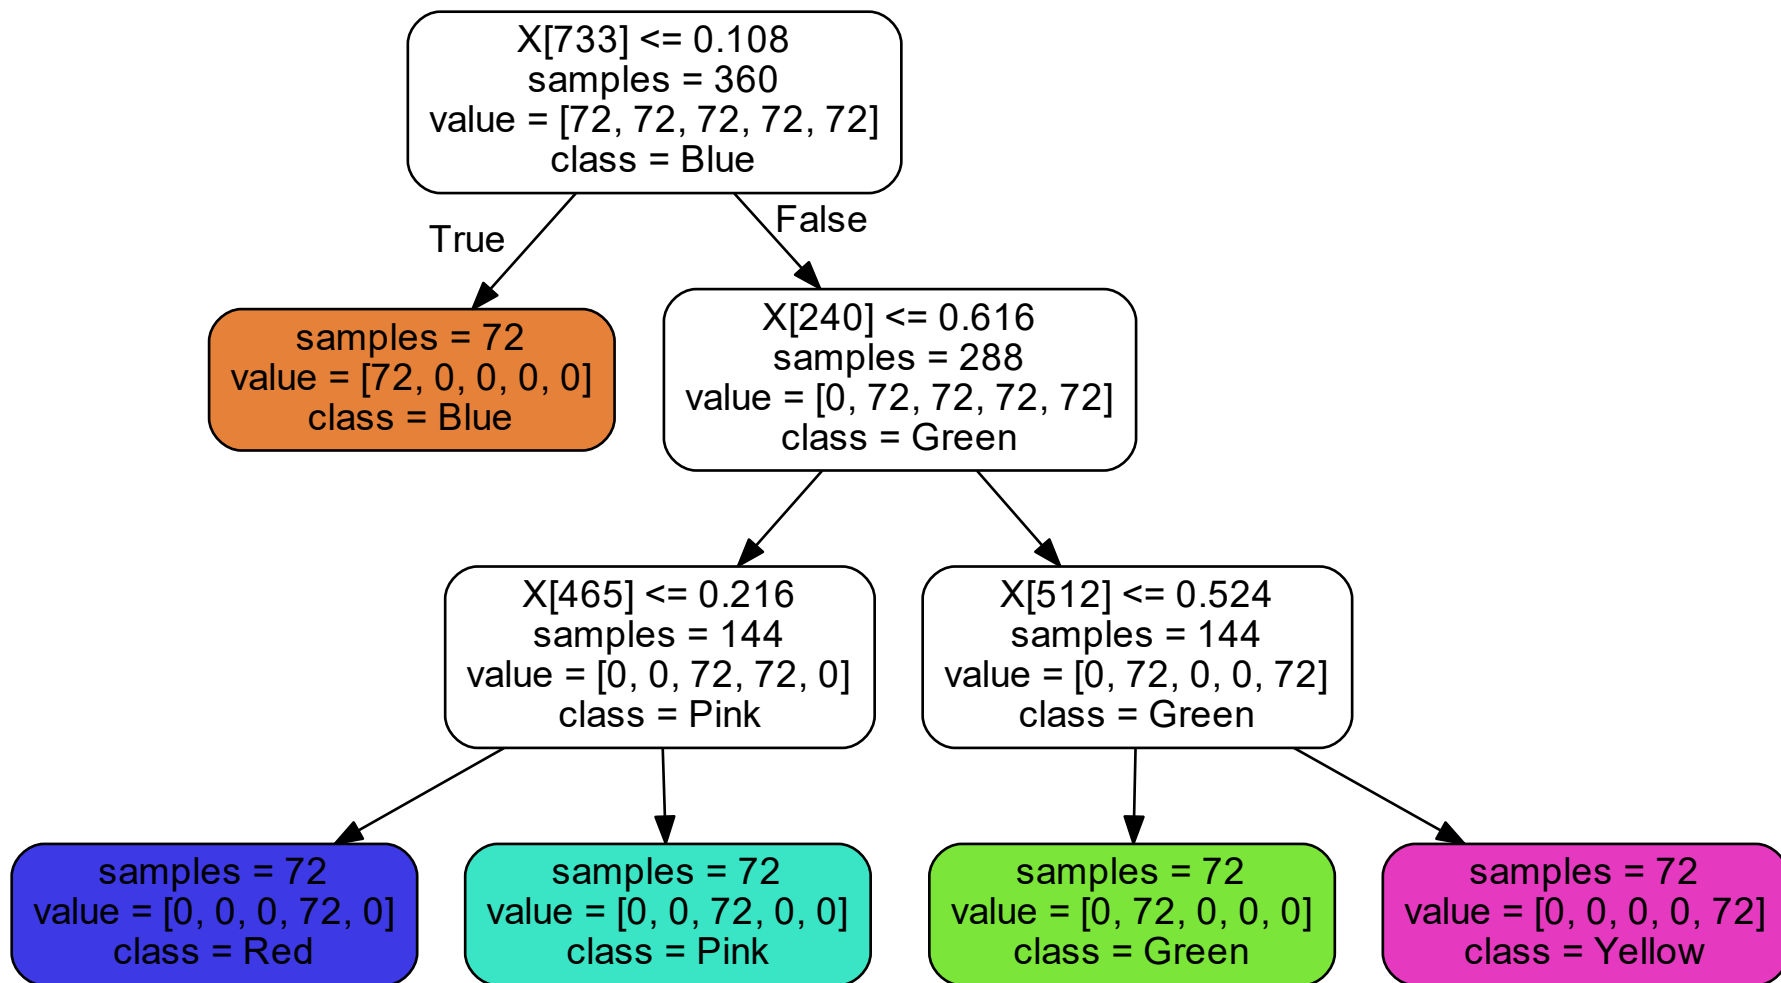 X[733] <= 0.108
samples = 360
value = [72, 72, 72, 72, 72]
class = Blue
True
False
samples = 72
value = [72, 0, 0, 0, 0]
class = Blue
X[240] <= 0.616
samples = 288
value = [0, 72, 72, 72, 72]
class = Green
X[465] <= 0.216
samples = 144
value = [0, 0, 72, 72, 0]
class = Pink
X[512] <= 0.524
samples = 144
value = [0, 72, 0, 0, 72]
class = Green
samples = 72
value = [0, 0, 0, 72, 0]
class = Red
samples = 72
value = [0, 0, 72, 0, 0]
class = Pink
samples = 72
value = [0, 72, 0, 0, 0]
class = Green
samples = 72
value = [0, 0, 0, 0, 72]
class = Yellow